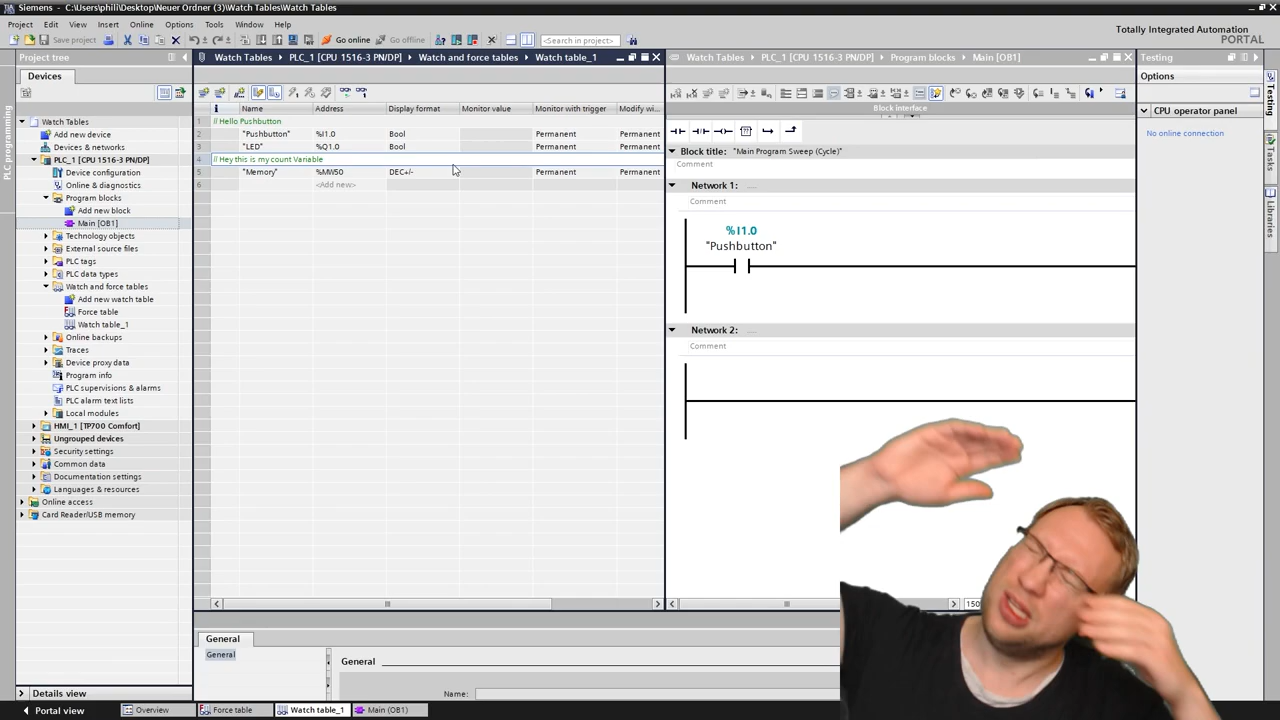 Siemens - C:\Users\phili\Desktop\Neuer Ordner (3)\Watch Tables\Watch Tables
Project Edit View Insert Online Options Tools Window Help
Totally Integrated Automation
PORTAL
Save project Go online Go offline <Search in project>
Project tree
Watch Tables PLC_1 [CPU 1516-3 PN/DP] Watch and force tables Watch table_1
Watch Tables PLC_1 [CPU 1516-3 PN/DP] Program blocks Main [OB1]
Testing
Devices
Options
PLC programming
Testing
Tasks
Libraries
i Name Address Display format Monitor value Monitor with trigger Modify wi...
1 // Hello Pushbutton
2 "Pushbutton" %I1.0 Bool Permanent Permanent
3 "LED" %Q1.0 Bool Permanent Permanent
4 // Hey this is my count Variable
5 "Memory" %MW50 DEC+/- Permanent Permanent
6 <Add new>
Watch Tables
Add new device
Devices & networks
PLC_1 [CPU 1516-3 PN/DP]
Device configuration
Online & diagnostics
Program blocks
Add new block
Main [OB1]
Technology objects
External source files
PLC tags
PLC data types
Watch and force tables
Add new watch table
Force table
Watch table_1
Online backups
Traces
Device proxy data
Program info
PLC supervisions & alarms
PLC alarm text lists
Local modules
HMI_1 [TP700 Comfort]
Ungrouped devices
Security settings
Common data
Documentation settings
Languages & resources
Online access
Card Reader/USB memory
Block interface
Block title: "Main Program Sweep (Cycle)"
Comment
Network 1:
Comment
%I1.0
"Pushbutton"
Network 2:
Comment
150
CPU operator panel
No online connection
General
General
General
Name:
Details view
Portal view Overview Force table Watch table_1 Main (OB1)